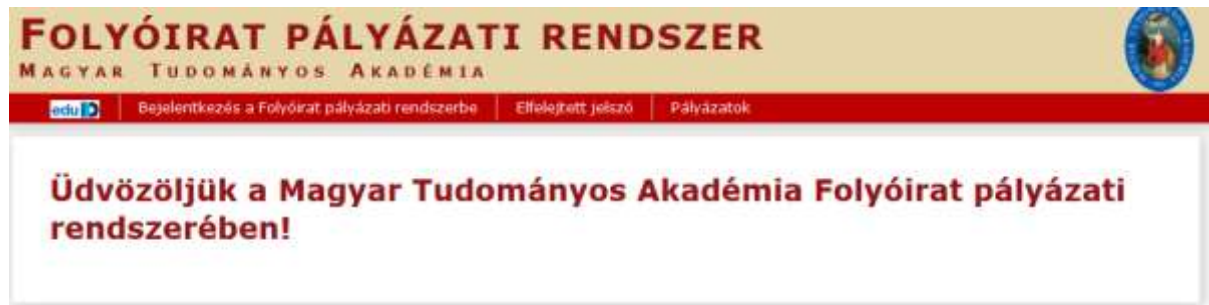 FOLYÓIRAT PÁLYÁZATI RENDSZER
MAGYAR TUDOMÁNYOS AKADÉMIA
eduID Bejelentkezés a Folyóirat pályázati rendszerbe Elfelejtett jelszó Pályázatok
Üdvözöljük a Magyar Tudományos Akadémia Folyóirat pályázati
rendszerében!